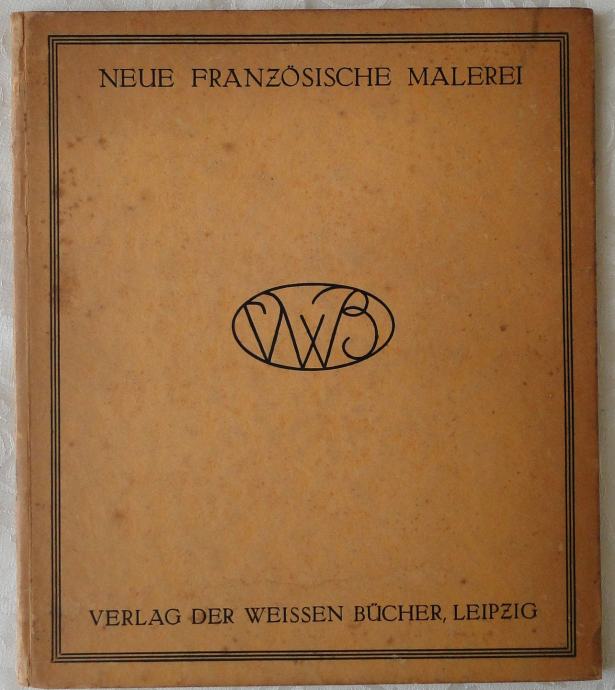 NEUE FRANZÖSISCHE MALEREI
VWB
VERLAG DER WEISSEN BÜCHER, LEIPZIG